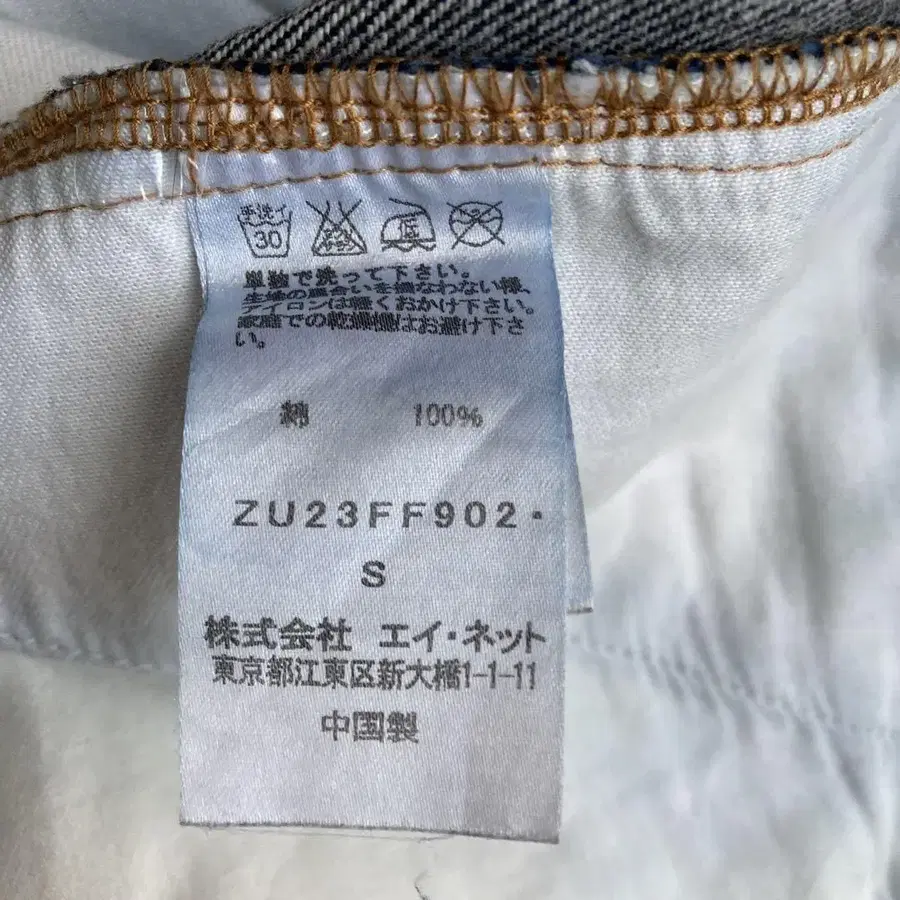 手洗イ
30
低
単独で洗って下さい。
生地の風合いを損なわない様、
アイロンは軽くおかけ下さい。
家庭での乾燥機はお避け下さ
い。
綿 100%
ZU23FF902・
S
株式会社 エイ・ネット
東京都江東区新大橋1-1-11
中国製